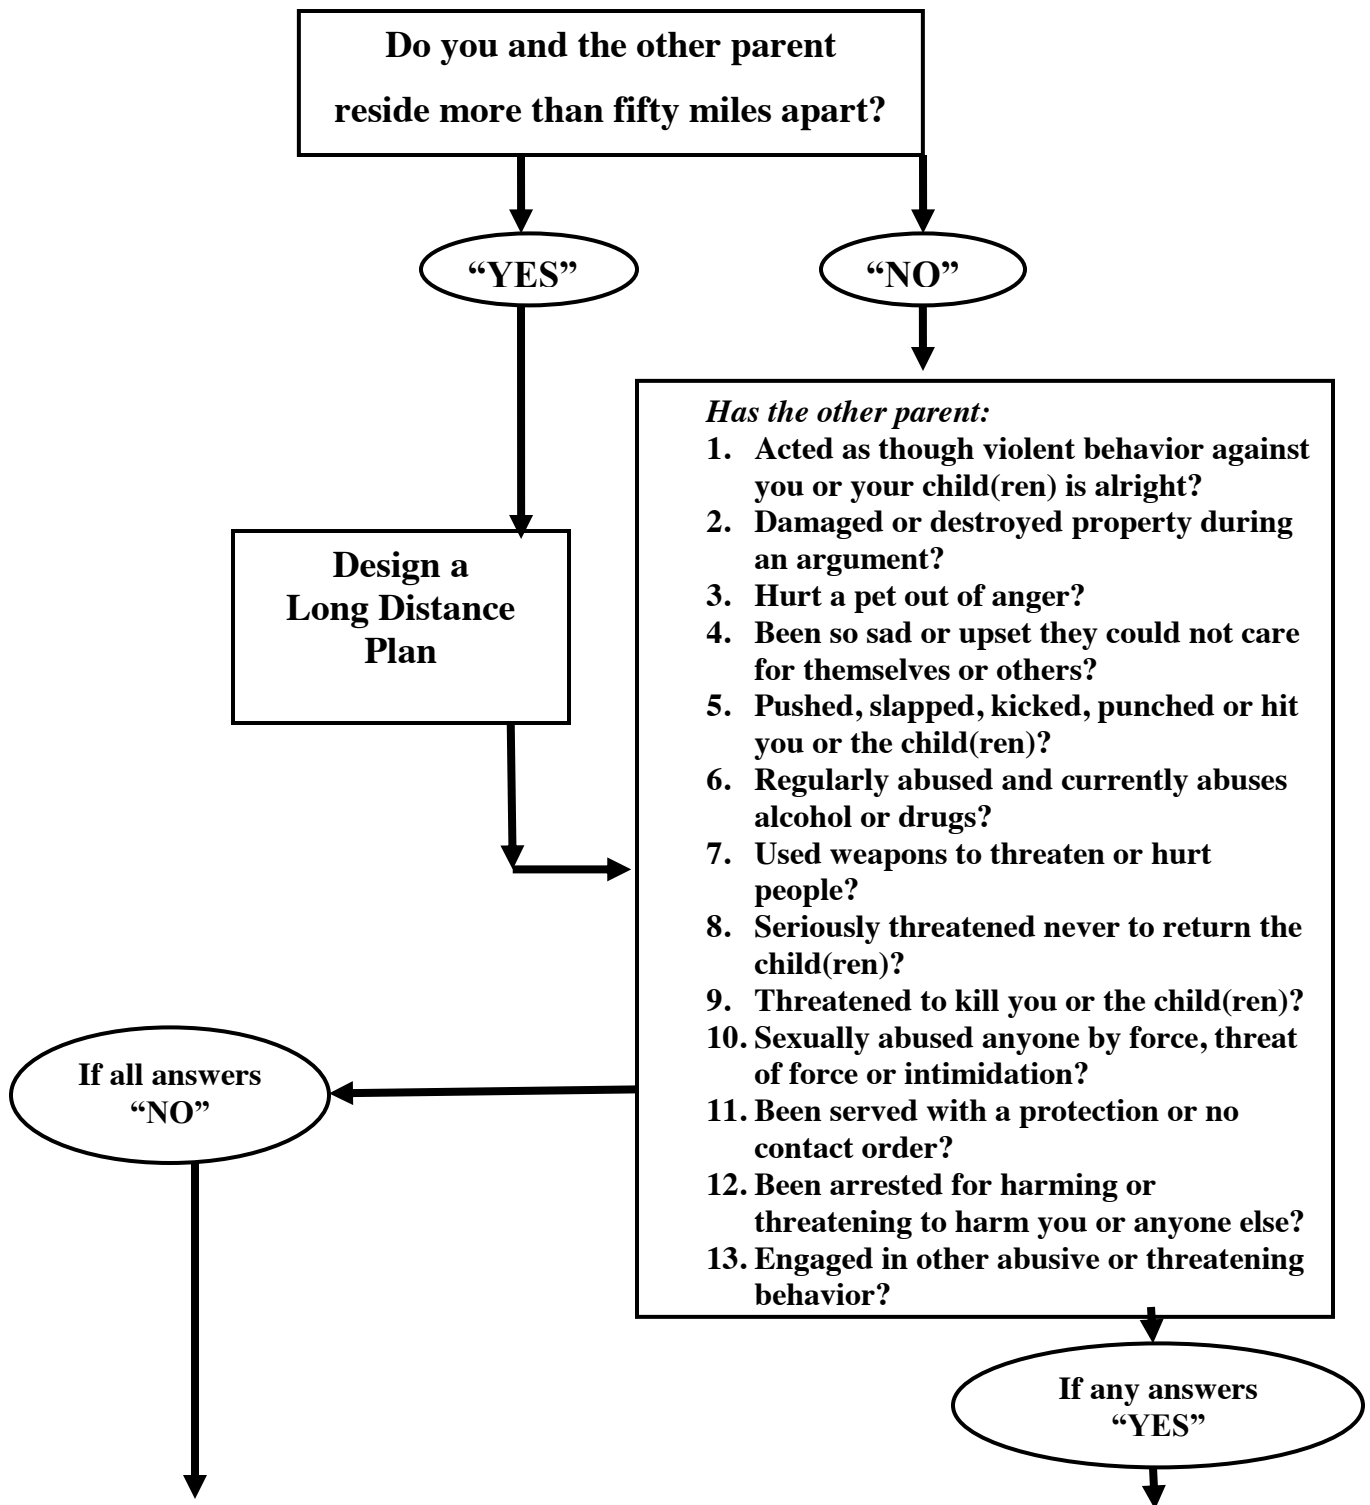 Do you and the other parent
reside more than fifty miles apart?
“YES”
“NO”
Has the other parent:
1. Acted as though violent behavior against
you or your child(ren) is alright?
2. Damaged or destroyed property during
an argument?
3. Hurt a pet out of anger?
4. Been so sad or upset they could not care
for themselves or others?
5. Pushed, slapped, kicked, punched or hit
you or the child(ren)?
6. Regularly abused and currently abuses
alcohol or drugs?
7. Used weapons to threaten or hurt
people?
8. Seriously threatened never to return the
child(ren)?
9. Threatened to kill you or the child(ren)?
10. Sexually abused anyone by force, threat
of force or intimidation?
11. Been served with a protection or no
contact order?
12. Been arrested for harming or
threatening to harm you or anyone else?
13. Engaged in other abusive or threatening
behavior?
Design a
Long Distance
Plan
If all answers
“NO”
If any answers
“YES”